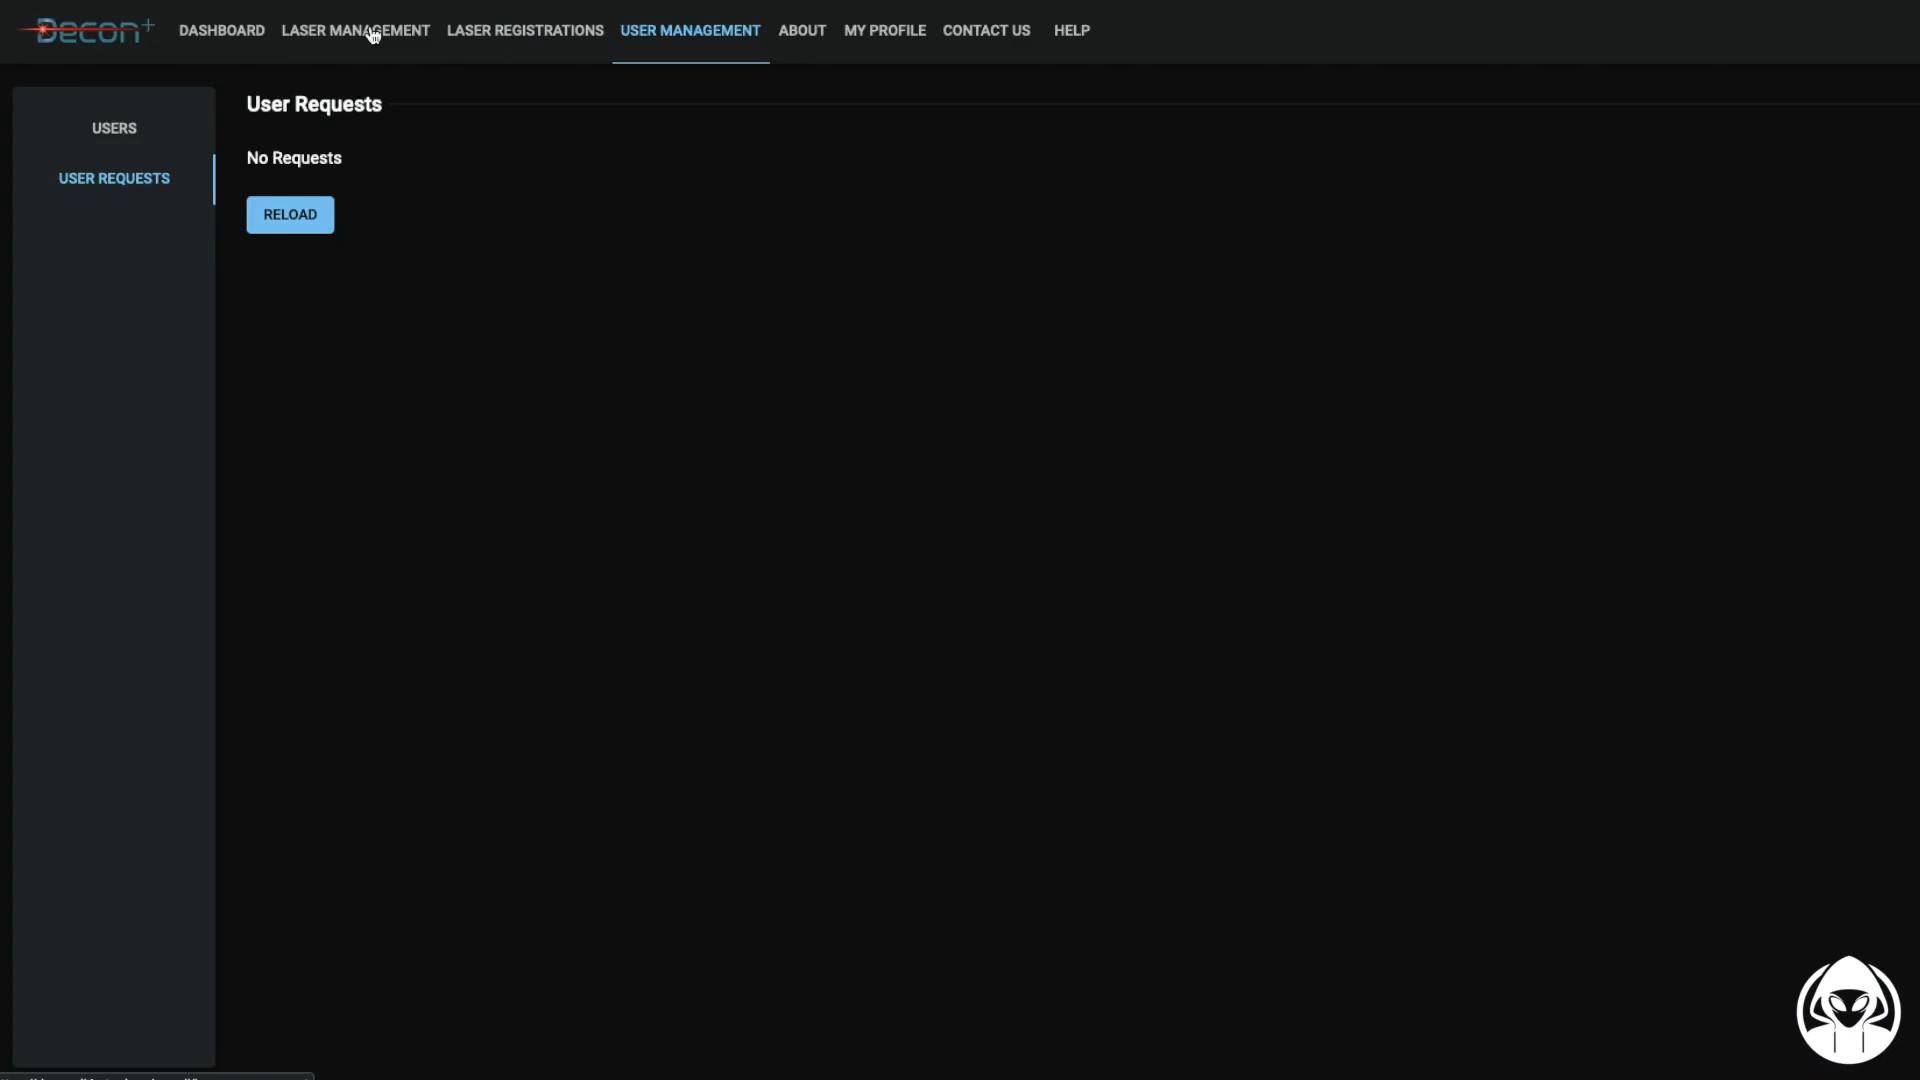 Decon+
DASHBOARD LASER MANAGEMENT LASER REGISTRATIONS USER MANAGEMENT ABOUT MY PROFILE CONTACT US HELP
USERS
USER REQUESTS
User Requests
No Requests
RELOAD